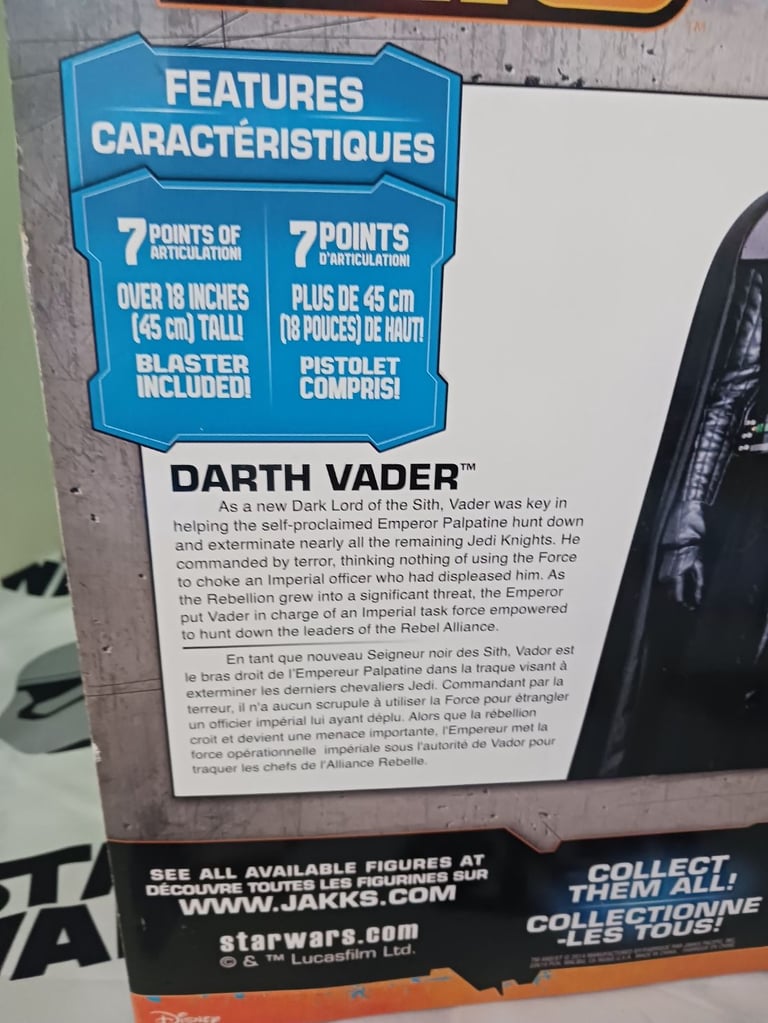 FEATURES
CARACTÉRISTIQUES
7 POINTS OF
ARTICULATION!
OVER 18 INCHES
(45 cm) TALL!
BLASTER
INCLUDED!
7 POINTS
D'ARTICULATION!
PLUS DE 45 cm
(18 POUCES) DE HAUT!
PISTOLET
COMPRIS!
DARTH VADER™
As a new Dark Lord of the Sith, Vader was key in
helping the self-proclaimed Emperor Palpatine hunt down
and exterminate nearly all the remaining Jedi Knights. He
commanded by terror, thinking nothing of using the Force
to choke an Imperial officer who had displeased him. As
the Rebellion grew into a significant threat, the Emperor
put Vader in charge of an Imperial task force empowered
to hunt down the leaders of the Rebel Alliance.
En tant que nouveau Seigneur noir des Sith, Vador est
le bras droit de l'Empereur Palpatine dans la traque visant à
exterminer les derniers chevaliers Jedi. Commandant par la
terreur, il n'a aucun scrupule à utiliser la Force pour étrangler
un officier impérial lui ayant déplu. Alors que la rébellion
croit et devient une menace importante, l'Empereur met la
force opérationnelle impériale sous l'autorité de Vador pour
traquer les chefs de l'Alliance Rebelle.
SEE ALL AVAILABLE FIGURES AT
DÉCOUVRE TOUTES LES FIGURINES SUR
WWW.JAKKS.COM
starwars.com
© & ™ Lucasfilm Ltd.
COLLECT
THEM ALL!
COLLECTIONNE
-LES TOUS!
Disney